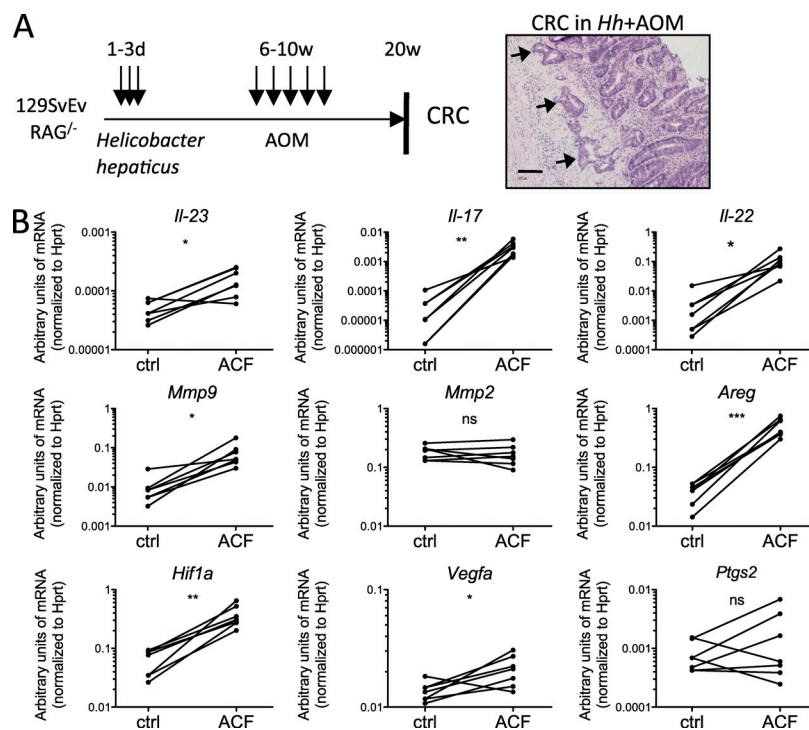 A
1-3d
6-10w
20w
129SvEv
RAG/-
Helicobacter
hepaticus
AOM
CRC
CRC in Hh+AOM
B
Il-23
Arbitrary units of mRNA
(normalized to Hprt)
0.001
0.0001
0.00001
*
ctrl
ACF
Il-17
Arbitrary units of mRNA
(normalized to Hprt)
0.01
0.001
0.0001
0.00001
0.000001
**
ctrl
ACF
Il-22
Arbitrary units of mRNA
(normalized to Hprt)
1
0.1
0.01
0.001
0.0001
*
ctrl
ACF
Mmp9
Arbitrary units of mRNA
(normalized to Hprt)
1
0.1
0.01
0.001
*
ctrl
ACF
Mmp2
Arbitrary units of mRNA
(normalized to Hprt)
1
0.1
0.01
ns
ctrl
ACF
Areg
Arbitrary units of mRNA
(normalized to Hprt)
1
0.1
0.01
0.001
***
ctrl
ACF
Hif1a
Arbitrary units of mRNA
(normalized to Hprt)
1
0.1
0.01
**
ctrl
ACF
Vegfa
Arbitrary units of mRNA
(normalized to Hprt)
0.1
0.01
*
ctrl
ACF
Ptgs2
Arbitrary units of mRNA
(normalized to Hprt)
0.01
0.001
0.0001
ns
ctrl
ACF